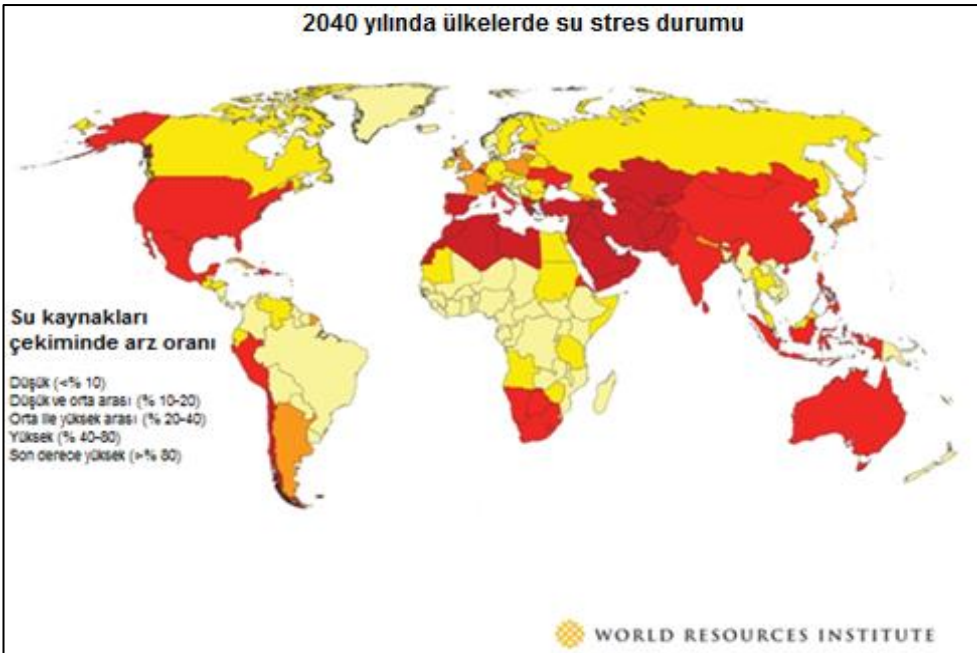 2040 yılında ülkelerde su stres durumu
Su kaynakları
çekiminde arz oranı
Düşük (<% 10)
Düşük ve orta arası (% 10-20)
Orta ile yüksek arası (% 20-40)
Yüksek (% 40-80)
Son derece yüksek (>% 80)
WORLD RESOURCES INSTITUTE